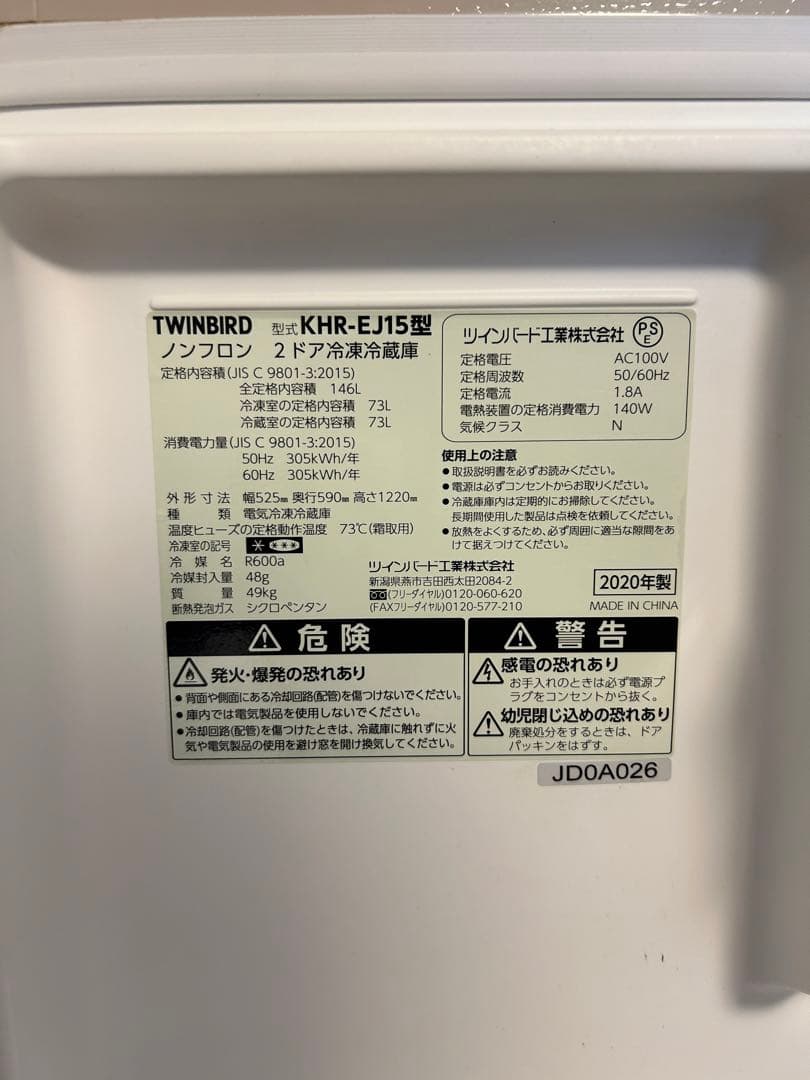 TWINBIRD 型式 KHR-EJ15型
ノンフロン 2ドア冷凍冷蔵庫
定格内容積(JIS C 9801-3:2015)
全定格内容積 146L
冷凍室の定格内容積 73L
冷蔵室の定格内容積 73L
消費電力量(JIS C 9801-3:2015)
50Hz 305kWh/年
60Hz 305kWh/年
外形寸法 幅525mm 奥行590mm 高さ1220mm
種類 電気冷凍冷蔵庫
温度ヒューズの定格動作温度 73℃(霜取用)
冷凍室の記号
冷媒名 R600a
冷媒封入量 48g
質量 49kg
断熱発泡ガス シクロペンタン
ツインバード工業株式会社 PSE
定格電圧 AC100V
定格周波数 50/60Hz
定格電流 1.8A
電熱装置の定格消費電力 140W
気候クラス N
使用上の注意
●取扱説明書を必ずお読みください。
●電源は必ずコンセントからお取りください。
●冷蔵庫庫内は定期的にお掃除してください。
長期間使用した製品は点検を依頼してください。
●放熱をよくするため、必ず周囲に適当な隙間をあ
けて据えつけてください。
ツインバード工業株式会社
新潟県燕市吉田西太田2084-2
(フリーダイヤル)0120-060-620
(FAXフリーダイヤル)0120-577-210
2020年製
MADE IN CHINA
危険
発火・爆発の恐れあり
●背面や側面にある冷却回路(配管)を傷つけないでください。
●庫内では電気製品を使用しないでください。
●冷却回路(配管)を傷つけたときは、冷蔵庫に触れずに火
気や電気製品の使用を避け窓を開け換気してください。
警告
感電の恐れあり
お手入れのときは必ず電源プ
ラグをコンセントから抜く。
幼児閉じ込めの恐れあり
廃棄処分をするときは、ドア
パッキンをはずす。
JD0A026